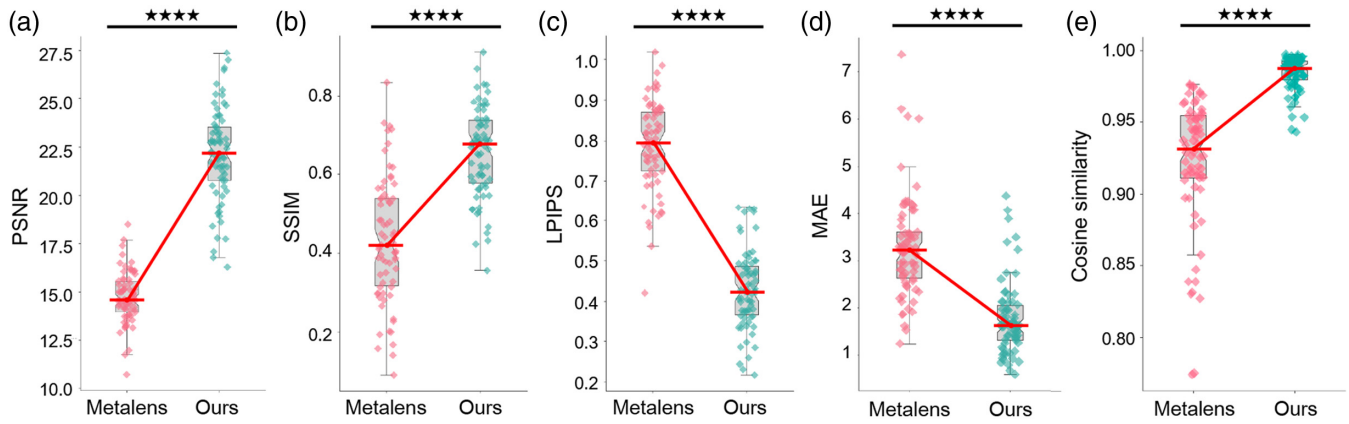 (a) ★★★★
PSNR
27.5
25.0
22.5
20.0
17.5
15.0
12.5
10.0
Metalens Ours
(b) ★★★★
SSIM
0.8
0.6
0.4
0.2
Metalens Ours
(c) ★★★★
LPIPS
1.0
0.9
0.8
0.7
0.6
0.5
0.4
0.3
0.2
Metalens Ours
(d) ★★★★
MAE
7
6
5
4
3
2
1
Metalens Ours
(e) ★★★★
Cosine similarity
1.00
0.95
0.90
0.85
0.80
Metalens Ours